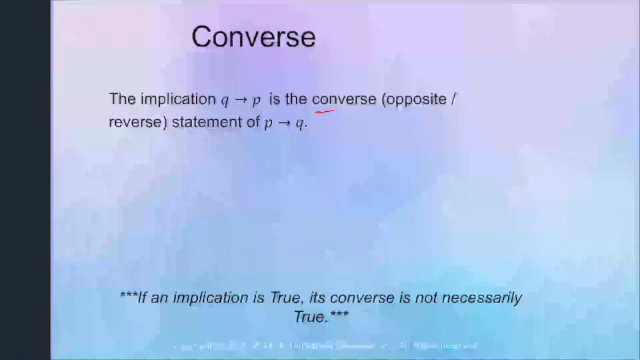 Converse
The implication q → p is the converse (opposite /
reverse) statement of p → q.
***If an implication is True, its converse is not necessarily
True.***